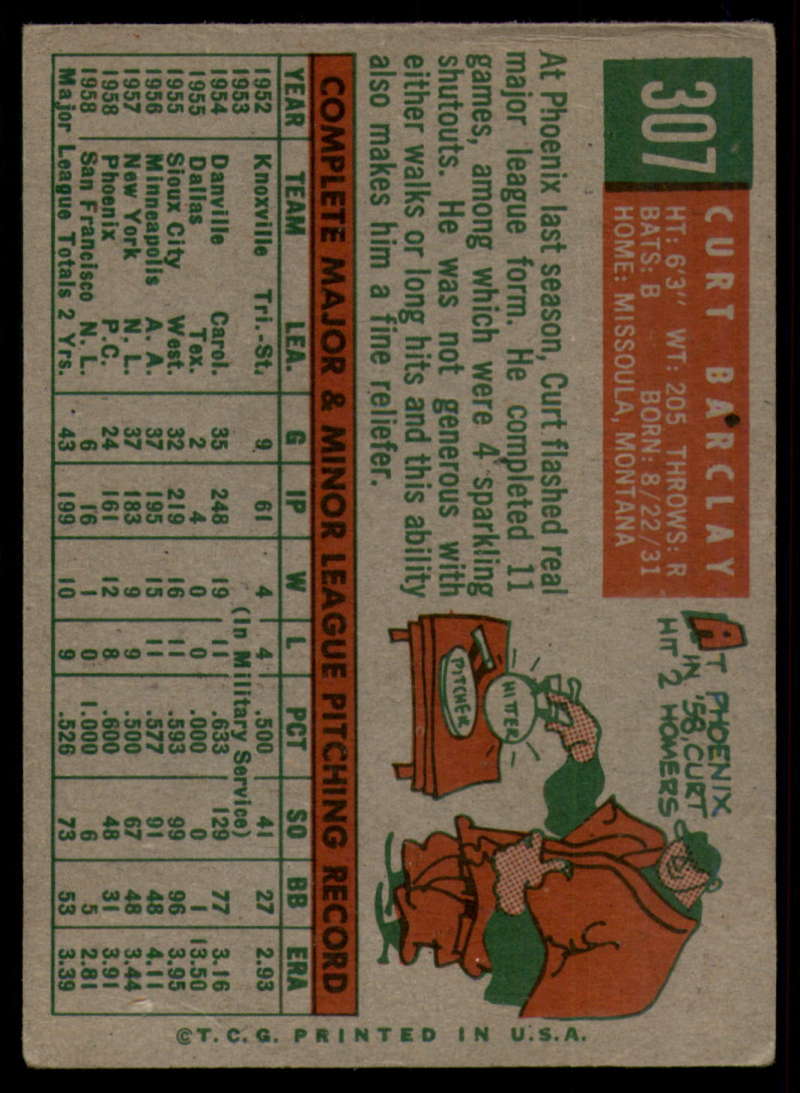 307
CURT BARCLAY
HT: 6'3" WT: 205 THROWS: R
BATS: B BORN: 8/22/31
HOME: MISSOULA, MONTANA
At Phoenix last season, Curt flashed real
major league form. He completed 11
games, among which were 4 sparkling
shutouts. He was not generous with
either walks or long hits and this ability
also makes him a fine reliefer.
AT PHOENIX
IN '58, CURT
HIT 2 HOMERS
HITTER
PITCHER
COMPLETE MAJOR & MINOR LEAGUE PITCHING RECORD
YEAR TEAM LEA. G IP W L PCT SO BB ERA
1952 Knoxville Tri.-St. 9 61 4 4 .500 41 27 2.93
1953 (In Military Service)
1954 Danville Carol. 35 248 19 11 .633 129 77 3.16
1955 Dallas Tex. 2 4 0 0 .000 0 1 13.50
1955 Sioux City West. 32 219 16 11 .593 99 96 3.95
1956 Minneapolis A. A. 37 195 15 11 .577 91 48 4.11
1957 New York N. L. 37 183 9 9 .500 67 48 3.44
1958 Phoenix P.C. 24 161 12 8 .600 48 31 3.91
1958 San Francisco N. L. 6 16 1 0 1.000 6 5 2.81
Major League Totals 2 Yrs. 43 199 10 9 .526 73 53 3.39
©T.C.G. PRINTED IN U.S.A.